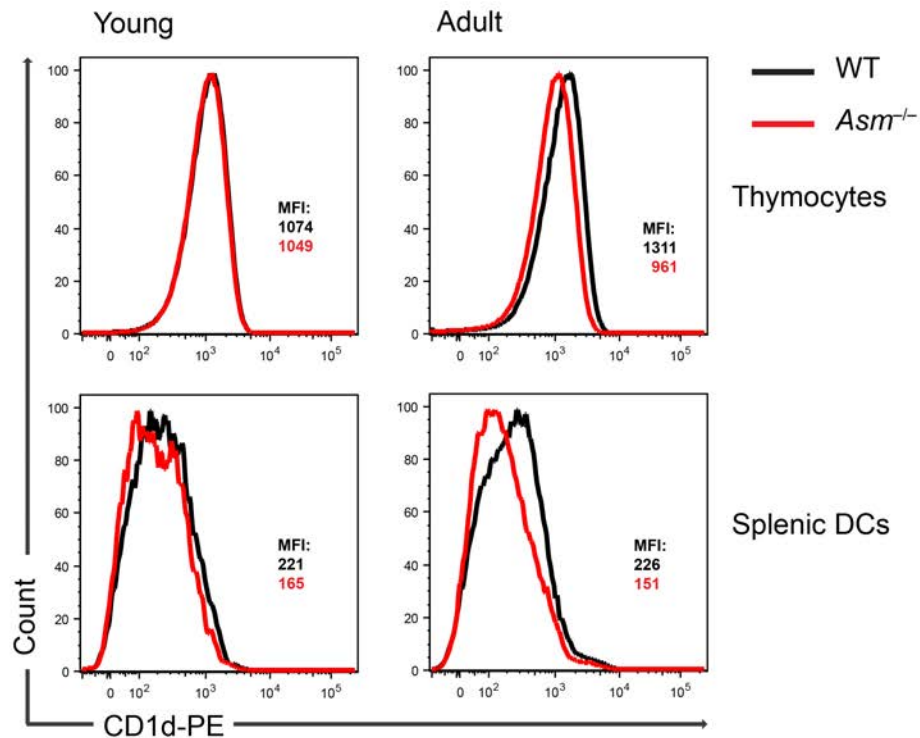 Young
Adult
WT
Asm–/–
Thymocytes
Splenic DCs
100
80
60
40
20
0
MFI:
1074
1049
0 10² 10³ 10⁴ 10⁵
100
80
60
40
20
0
MFI:
1311
961
0 10² 10³ 10⁴ 10⁵
100
80
60
40
20
0
MFI:
221
165
0 10² 10³ 10⁴ 10⁵
100
80
60
40
20
0
MFI:
226
151
0 10² 10³ 10⁴ 10⁵
Count
CD1d-PE